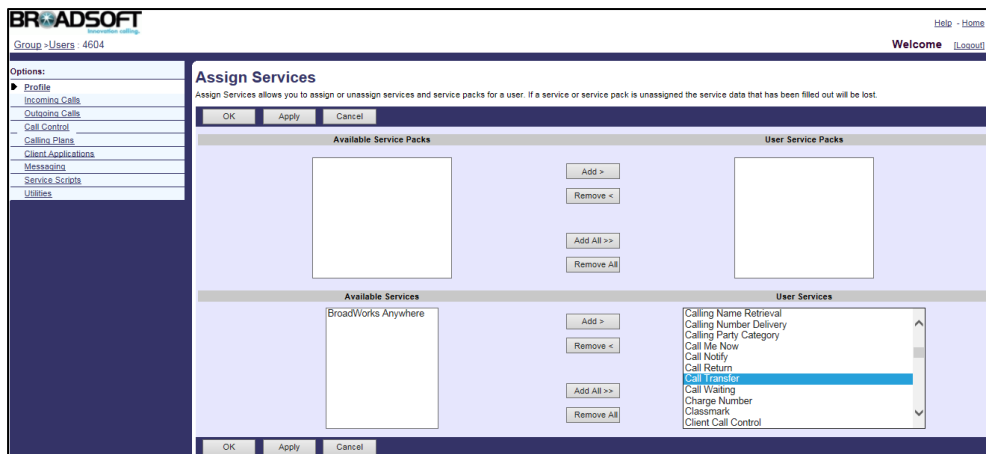 BROADSOFT
innovation calling.
Help - Home
Group >Users : 4604
Welcome [Logout]
Options:
Profile
Incoming Calls
Outgoing Calls
Call Control
Calling Plans
Client Applications
Messaging
Service Scripts
Utilities
Assign Services
Assign Services allows you to assign or unassign services and service packs for a user. If a service or service pack is unassigned the service data that has been filled out will be lost.
OK Apply Cancel
Available Service Packs User Service Packs
Add >
Remove <
Add All >>
Remove All
Available Services User Services
BroadWorks Anywhere
Add >
Remove <
Add All >>
Remove All
Calling Name Retrieval
Calling Number Delivery
Calling Party Category
Call Me Now
Call Notify
Call Return
Call Transfer
Call Waiting
Charge Number
Classmark
Client Call Control
OK Apply Cancel